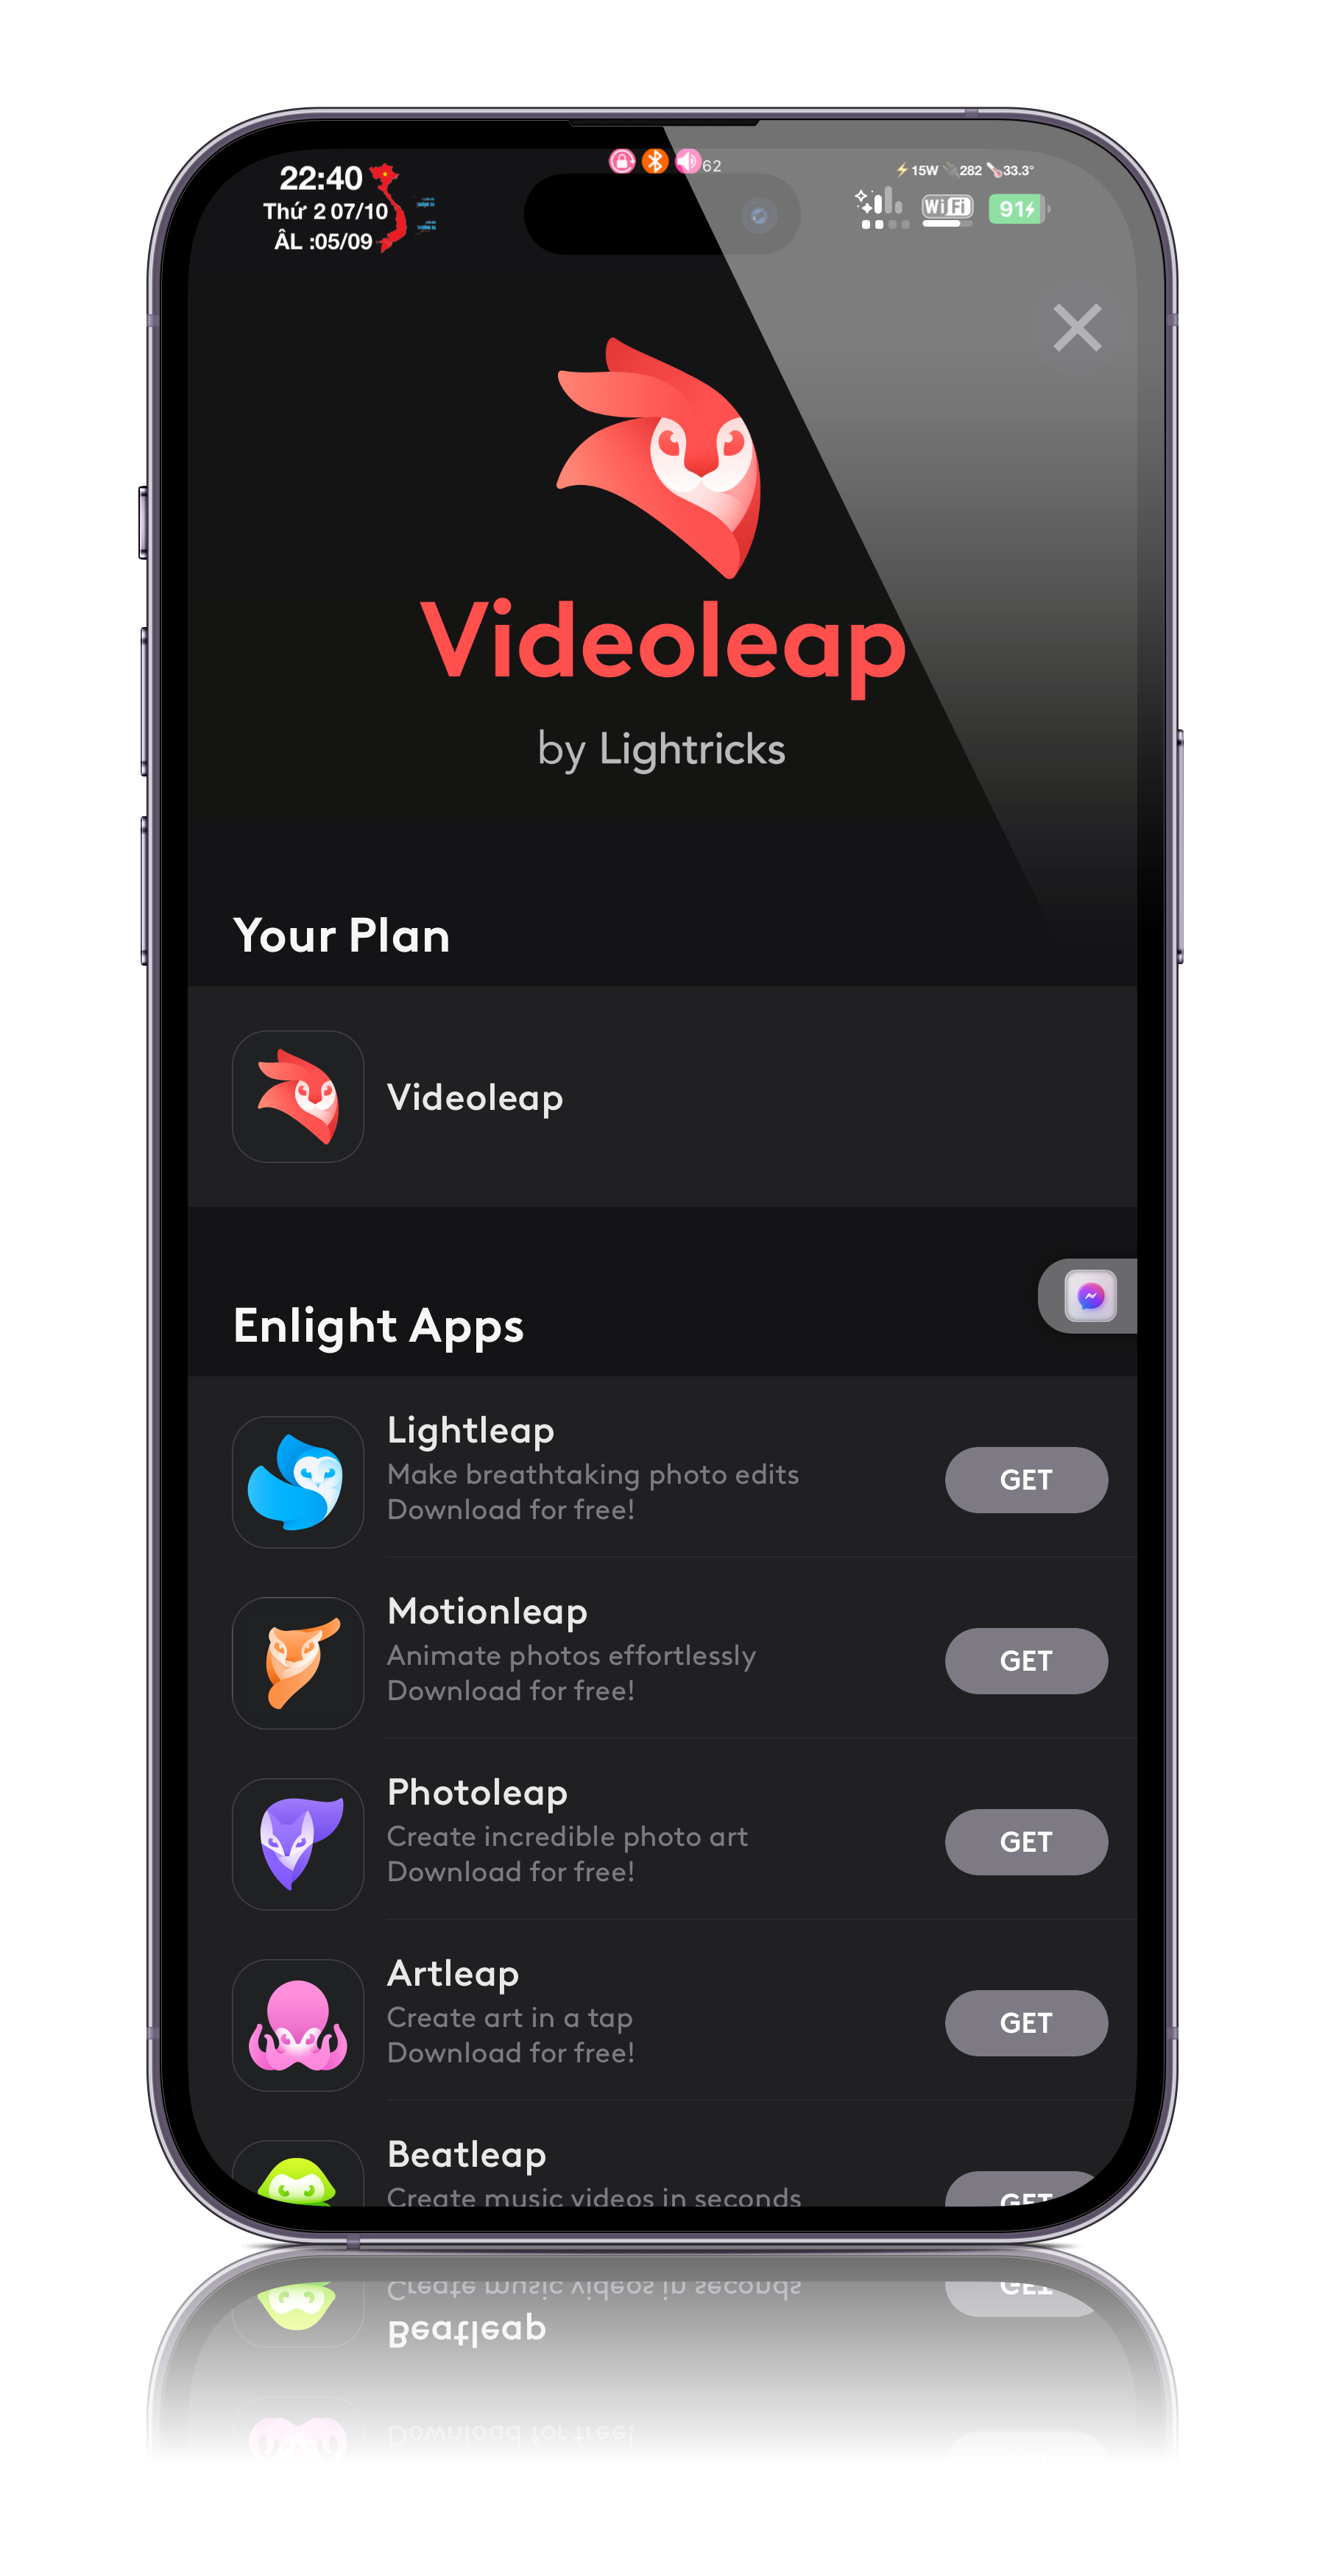 22:40
Thứ 2 07/10
ÂL :05/09
62
15W 282 33.3°
WiFi
91
Videoleap
by Lightricks
Your Plan
Videoleap
Enlight Apps
Lightleap
Make breathtaking photo edits
Download for free!
GET
Motionleap
Animate photos effortlessly
Download for free!
GET
Photoleap
Create incredible photo art
Download for free!
GET
Artleap
Create art in a tap
Download for free!
GET
Beatleap
Create music videos in seconds
GET